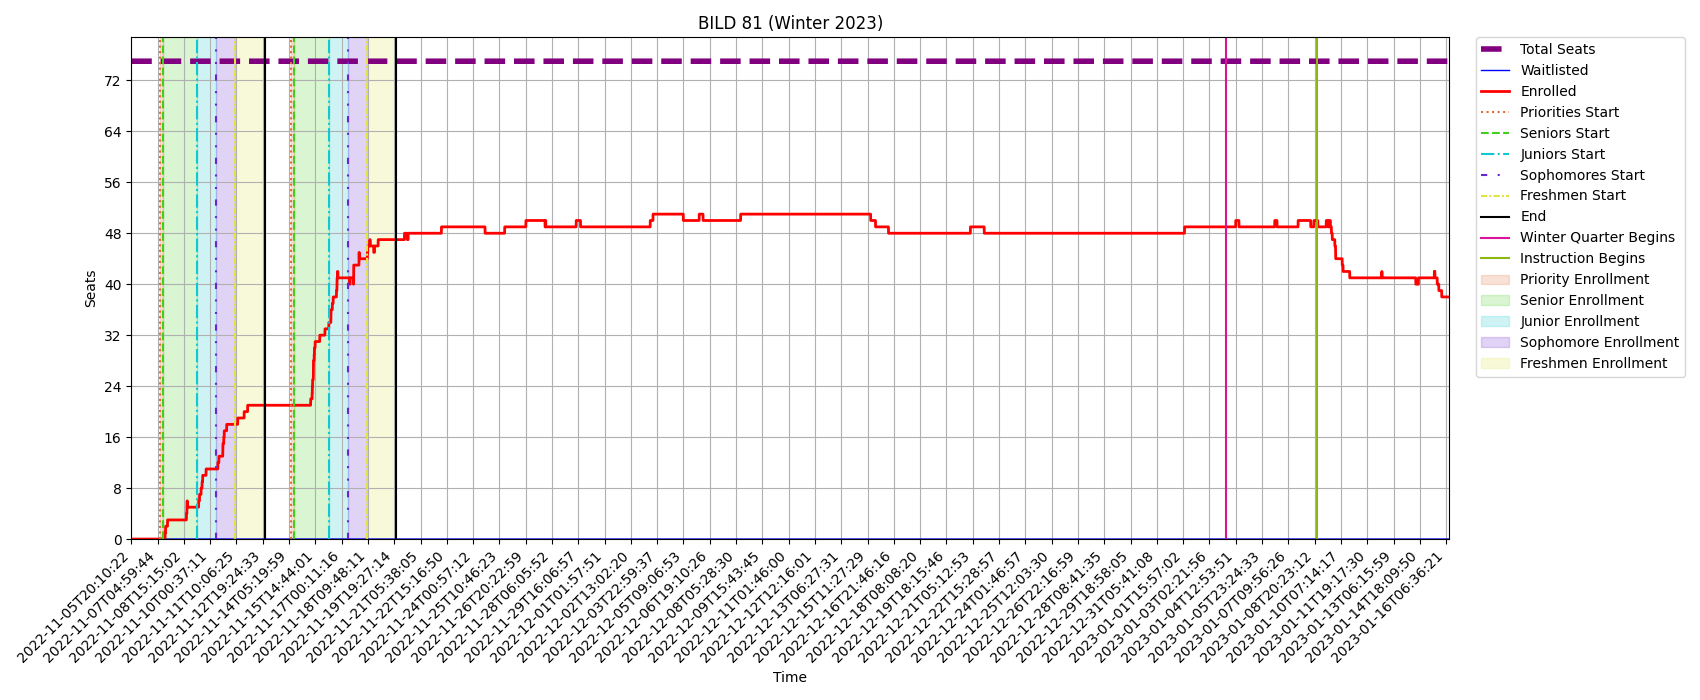 BILD 81 (Winter 2023)
Seats
72
64
56
48
40
32
24
16
8
0
2022-11-05T20:10:22
2022-11-07T04:59:44
2022-11-08T15:15:02
2022-11-10T00:37:11
2022-11-11T10:06:25
2022-11-12T19:24:33
2022-11-14T05:19:59
2022-11-15T14:44:01
2022-11-17T00:11:16
2022-11-18T09:48:11
2022-11-19T19:27:14
2022-11-21T05:38:05
2022-11-22T15:16:50
2022-11-24T00:57:12
2022-11-25T10:46:23
2022-11-26T20:22:59
2022-11-28T06:05:52
2022-11-29T16:06:57
2022-12-01T01:57:51
2022-12-02T13:02:20
2022-12-03T22:59:37
2022-12-05T09:06:53
2022-12-06T19:10:26
2022-12-08T05:28:30
2022-12-09T15:43:45
2022-12-11T01:46:00
2022-12-12T12:16:01
2022-12-13T06:27:31
2022-12-15T11:27:29
2022-12-16T21:46:16
2022-12-18T08:08:20
2022-12-19T18:15:46
2022-12-21T05:12:53
2022-12-22T15:28:57
2022-12-24T01:46:57
2022-12-25T12:03:30
2022-12-26T22:16:59
2022-12-28T08:41:35
2022-12-29T18:58:05
2022-12-31T05:41:08
2023-01-01T15:57:02
2023-01-03T02:21:56
2023-01-04T12:53:51
2023-01-05T23:24:33
2023-01-07T09:56:26
2023-01-08T20:23:12
2023-01-10T07:14:17
2023-01-11T19:17:30
2023-01-13T06:15:59
2023-01-14T18:09:50
2023-01-16T06:36:21
Time
Total Seats
Waitlisted
Enrolled
Priorities Start
Seniors Start
Juniors Start
Sophomores Start
Freshmen Start
End
Winter Quarter Begins
Instruction Begins
Priority Enrollment
Senior Enrollment
Junior Enrollment
Sophomore Enrollment
Freshmen Enrollment